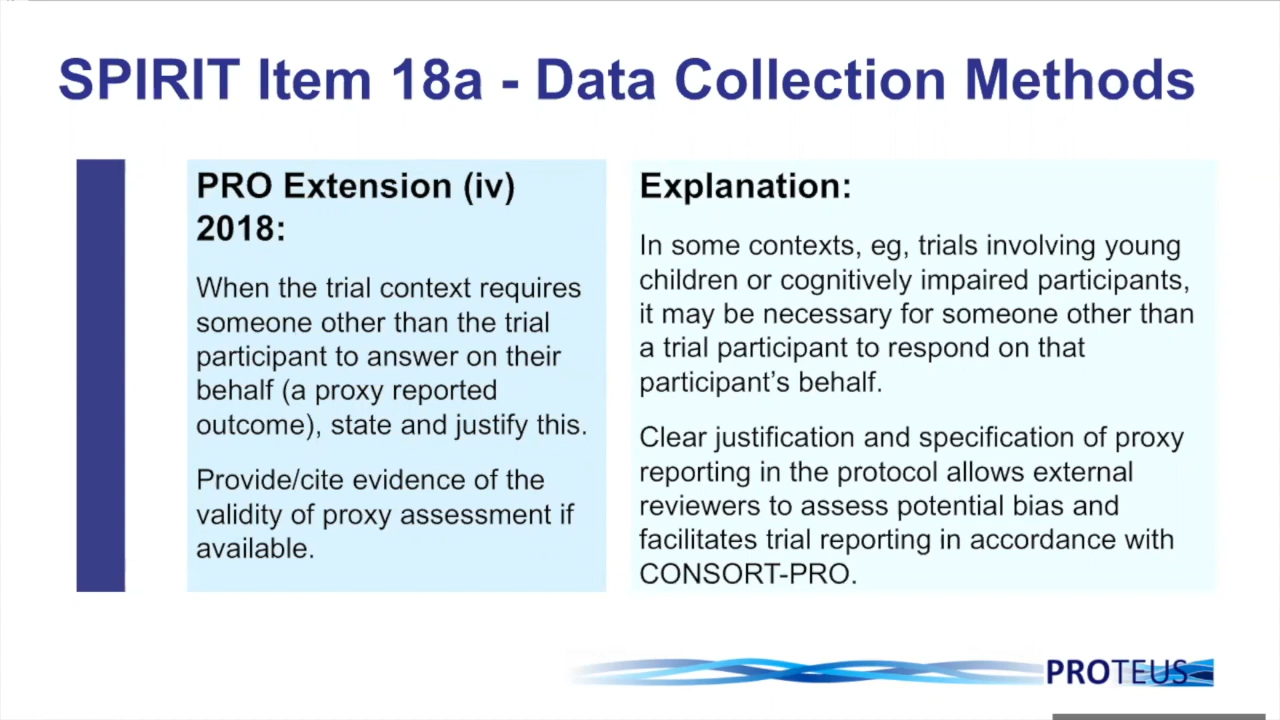 SPIRIT Item 18a - Data Collection Methods
PRO Extension (iv)
2018:
When the trial context requires
someone other than the trial
participant to answer on their
behalf (a proxy reported
outcome), state and justify this.
Provide/cite evidence of the
validity of proxy assessment if
available.
Explanation:
In some contexts, eg, trials involving young
children or cognitively impaired participants,
it may be necessary for someone other than
a trial participant to respond on that
participant’s behalf.
Clear justification and specification of proxy
reporting in the protocol allows external
reviewers to assess potential bias and
facilitates trial reporting in accordance with
CONSORT-PRO.
PROTEUS